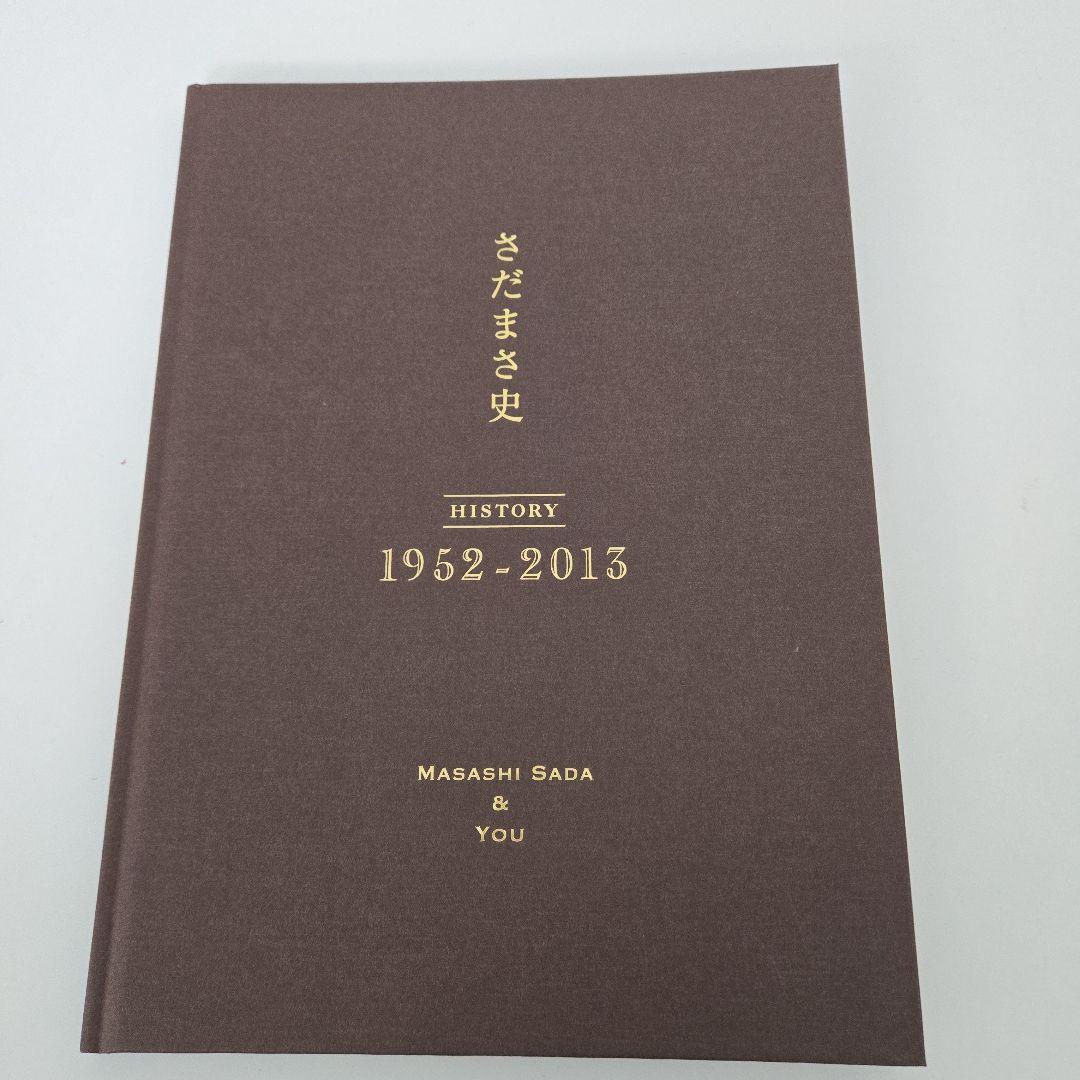 さだまさ史
HISTORY
1952-2013
MASASHI SADA
&
YOU